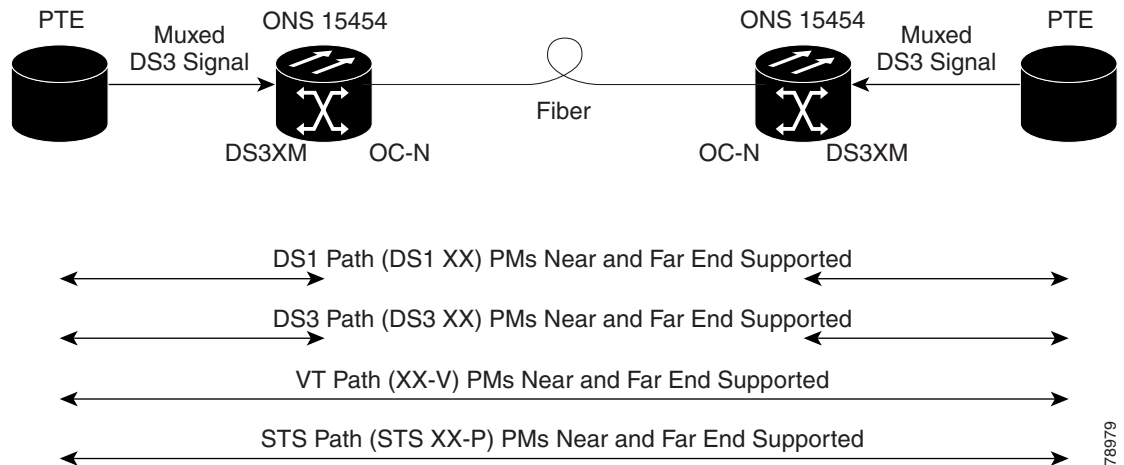 PTE
ONS 15454
ONS 15454
PTE
Muxed
DS3 Signal
Muxed
DS3 Signal
Fiber
DS3XM
OC-N
OC-N
DS3XM
DS1 Path (DS1 XX) PMs Near and Far End Supported
DS3 Path (DS3 XX) PMs Near and Far End Supported
VT Path (XX-V) PMs Near and Far End Supported
STS Path (STS XX-P) PMs Near and Far End Supported
78979